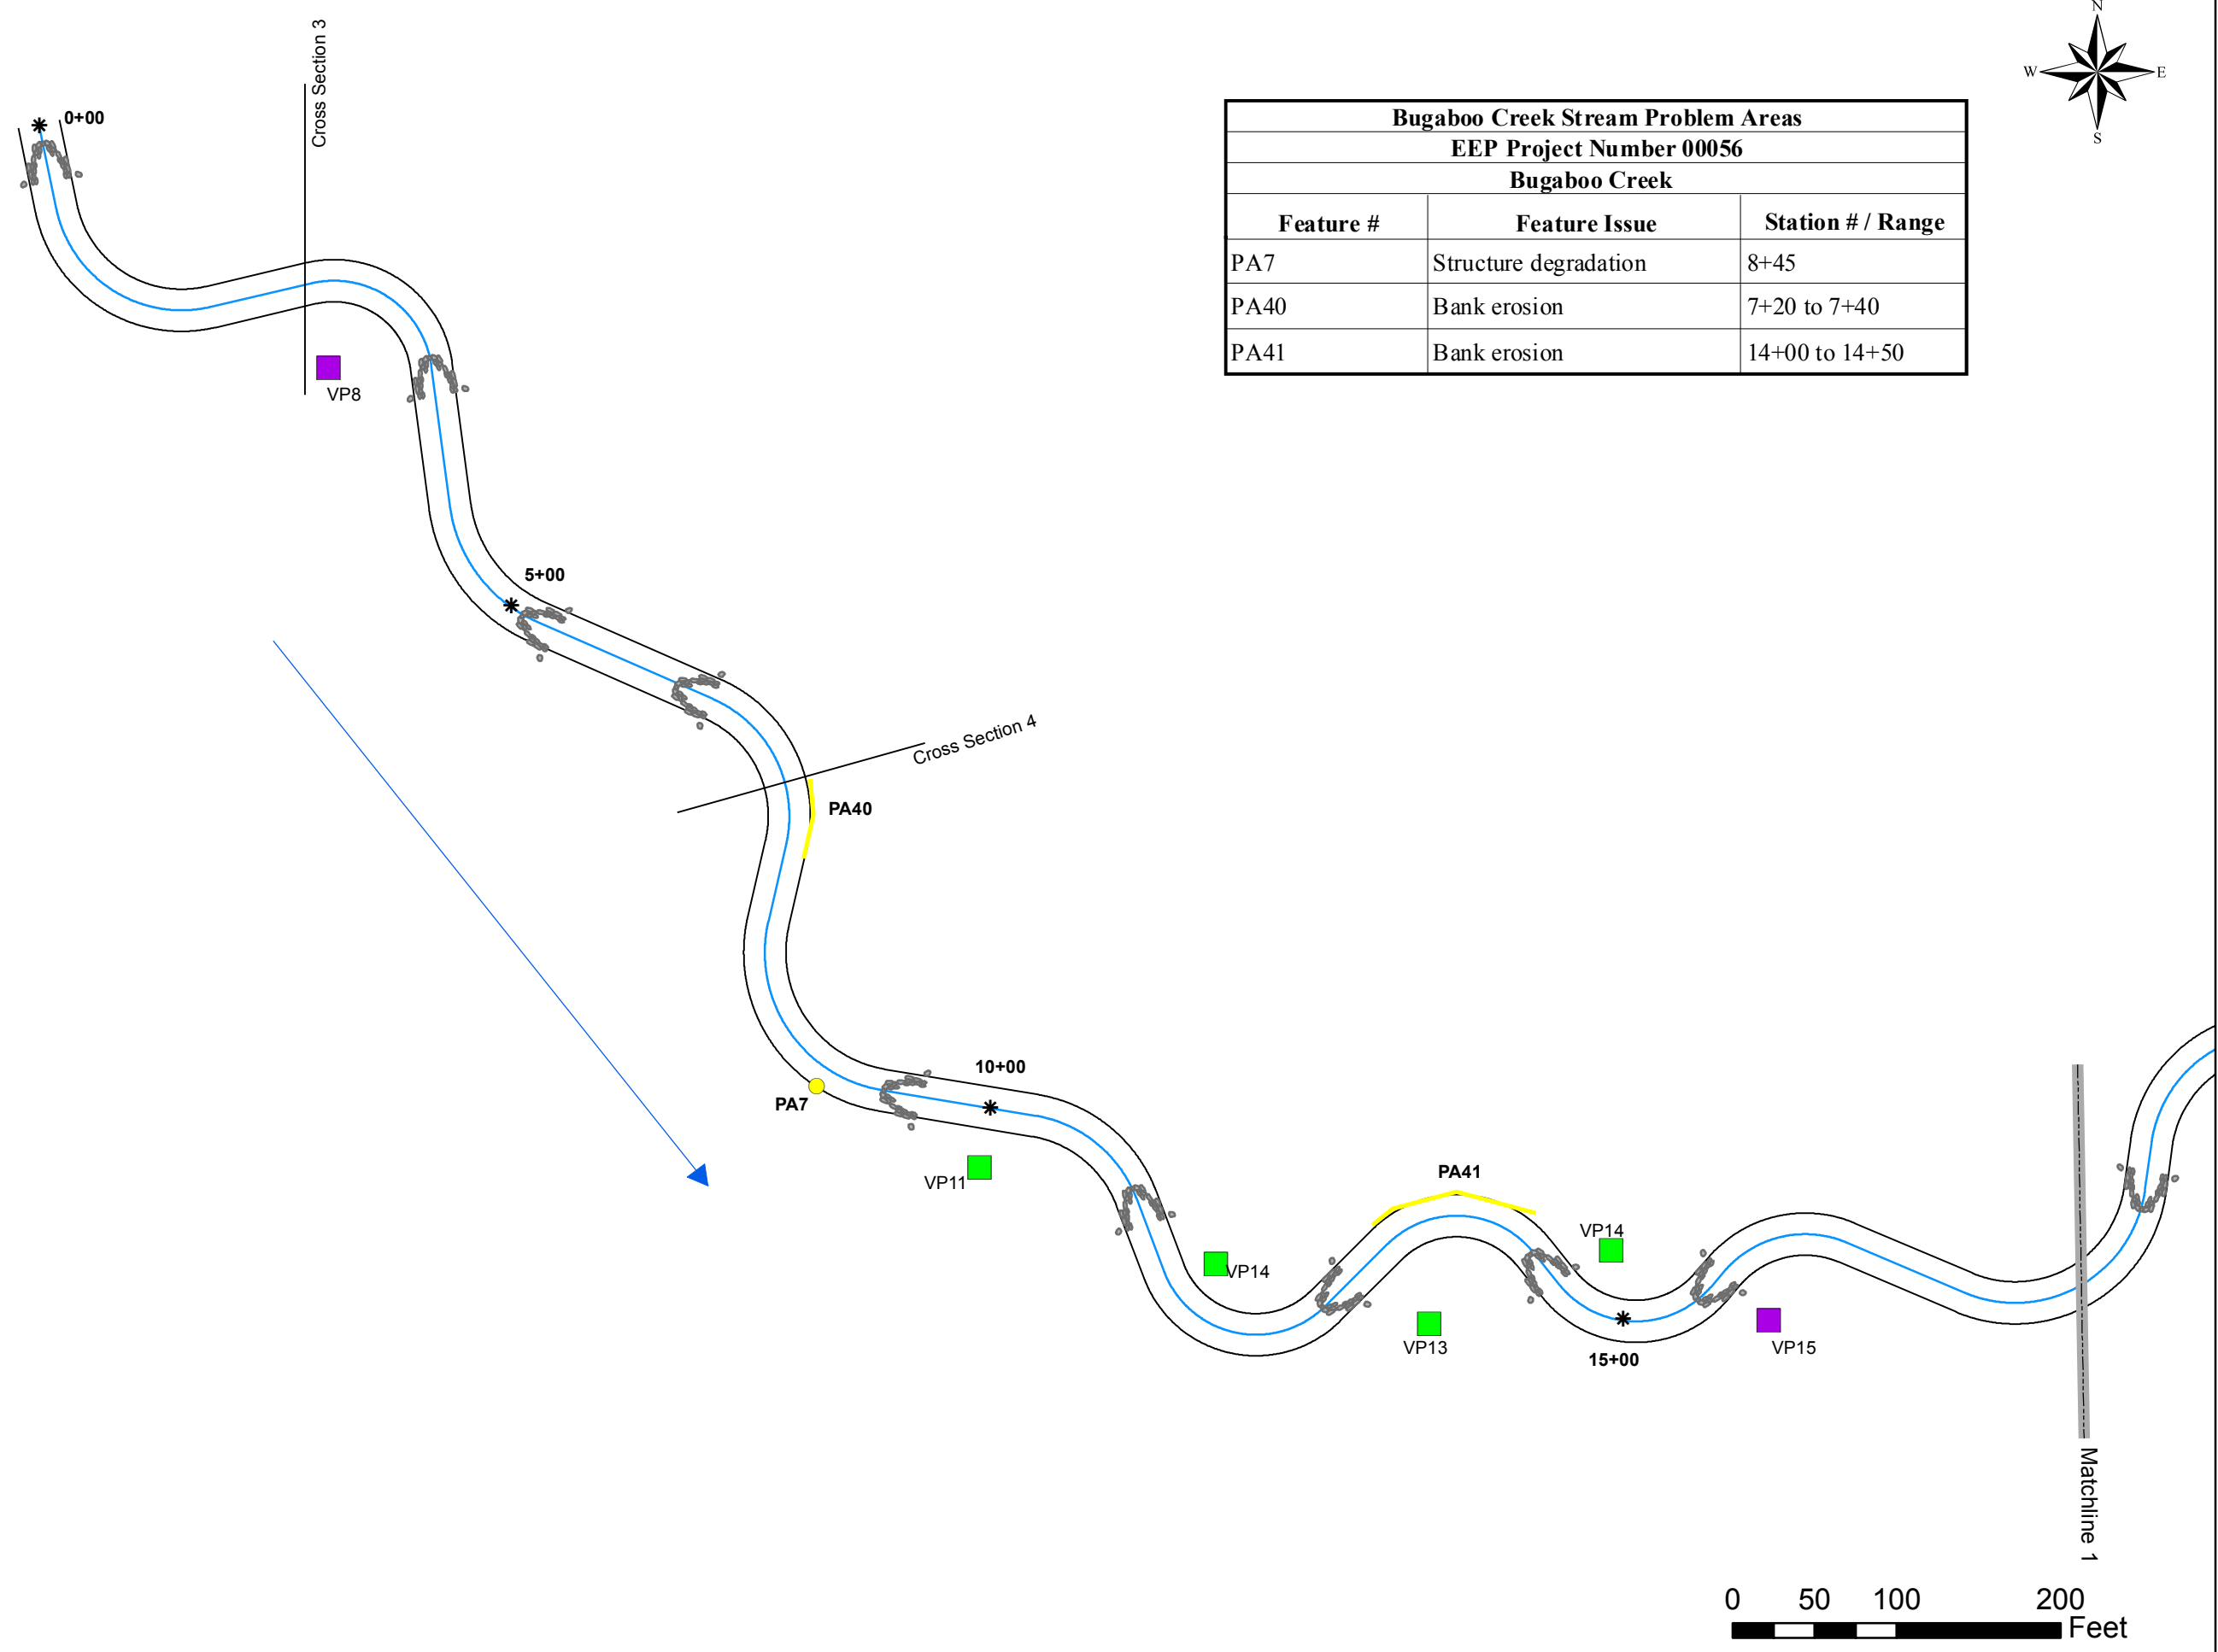 N
W E
S
Cross Section 3
0+00
Bugaboo Creek Stream Problem Areas
EEP Project Number 00056
Bugaboo Creek
Feature # Feature Issue Station # / Range
PA7 Structure degradation 8+45
PA40 Bank erosion 7+20 to 7+40
PA41 Bank erosion 14+00 to 14+50
VP8
5+00
Cross Section 4
PA40
10+00
PA7
VP11
PA41
VP14
VP14
VP13
VP15
15+00
Matchline 1
0 50 100 200
Feet